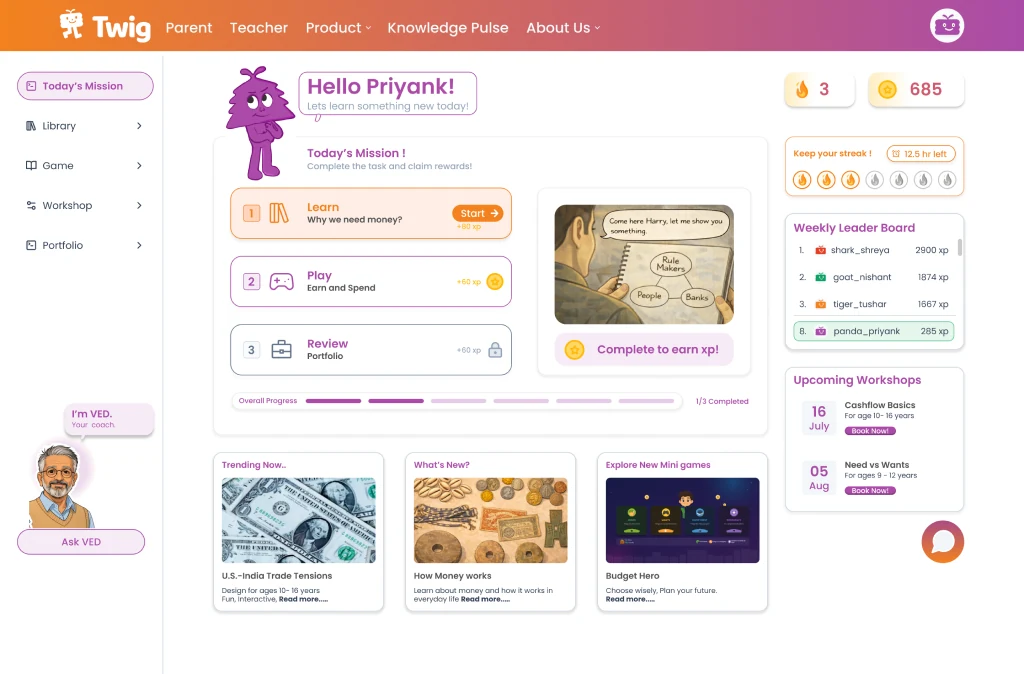 Twig
Parent
Teacher
Product
Knowledge Pulse
About Us
Today's Mission
Library
Game
Workshop
Portfolio
I'm VED.
Your coach.
Ask VED
Hello Priyank!
Lets learn something new today!
Today's Mission !
Complete the task and claim rewards!
1
Learn
Why we need money?
Start
+80 xp
2
Play
Earn and Spend
+60 xp
3
Review
Portfolio
+60 xp
Come here Harry, let me show you
something.
Rule
Makers
People
Banks
Complete to earn xp!
Overall Progress
1/3 Completed
Trending Now..
U.S.-India Trade Tensions
Design for ages 10- 16 years
Fun, Interactive, Read more.....
What's New?
How Money works
Learn about money and how it works in
everyday life Read more.....
Explore New Mini games
Budget Hero
Choose wisely, Plan your future.
Read more.....
3
685
Keep your streak !
12.5 hr left
Weekly Leader Board
1. shark_shreya 2900 xp
2. goat_nishant 1874 xp
3. tiger_tushar 1667 xp
8. panda_priyank 285 xp
Upcoming Workshops
16
July
Cashflow Basics
For age 10- 16 years
Book Now!
05
Aug
Need vs Wants
For ages 9 - 12 years
Book Now!